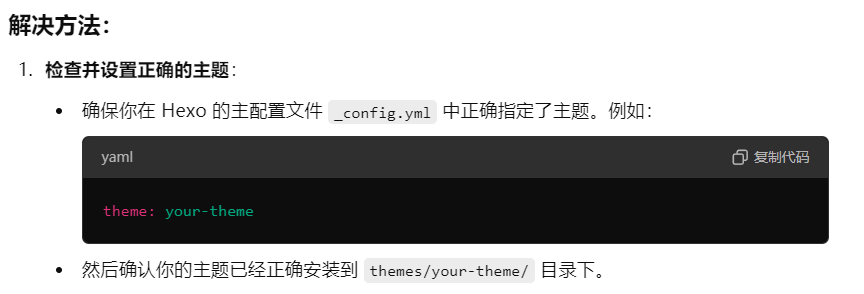 解决方法：
1. 检查并设置正确的主题：
• 确保你在 Hexo 的主配置文件 _config.yml 中正确指定了主题。例如：
yaml 复制代码
theme: your-theme
• 然后确认你的主题已经正确安装到 themes/your-theme/ 目录下。